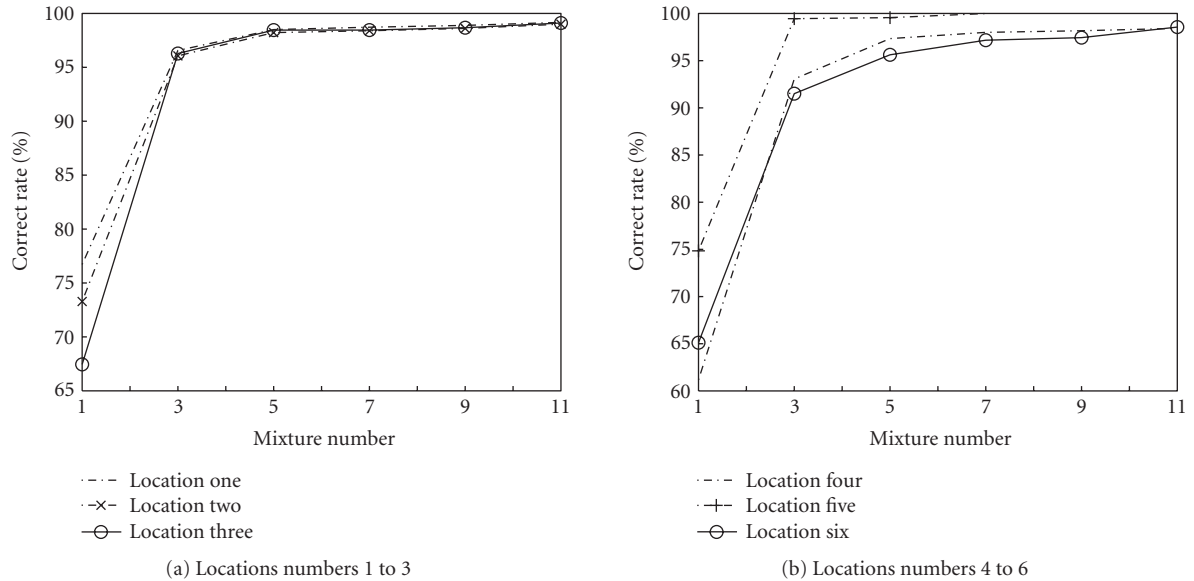 100
95
90
85
80
75
67
65
Correct rate (%)
1 3 5 7 9 11
Mixture number
Location one
Location two
Location three
(a) Locations numbers 1 to 3
100
95
90
85
80
75
67
65
60
Correct rate (%)
1 3 5 7 9 11
Mixture number
Location four
Location five
Location six
(b) Locations numbers 4 to 6